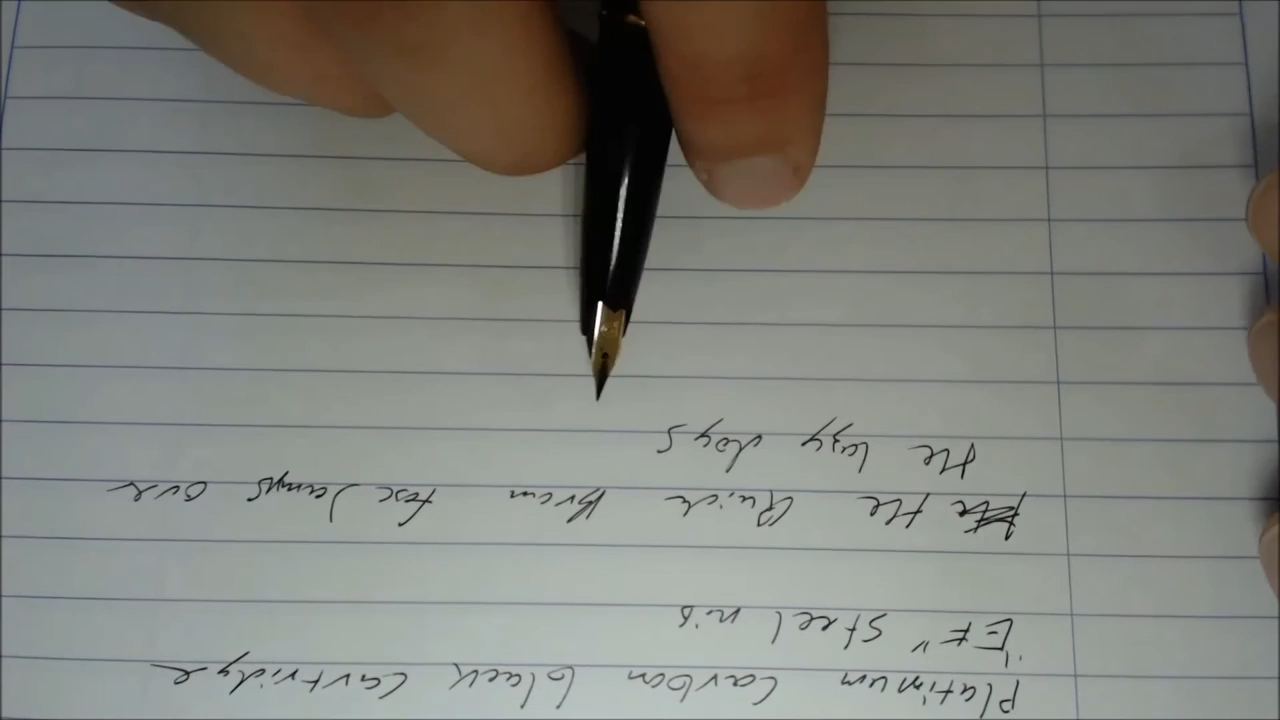 Platinum Carbon black Cartridge
"EF" Steel nib
the Quick Brown fox Jumps over
the lazy dogs